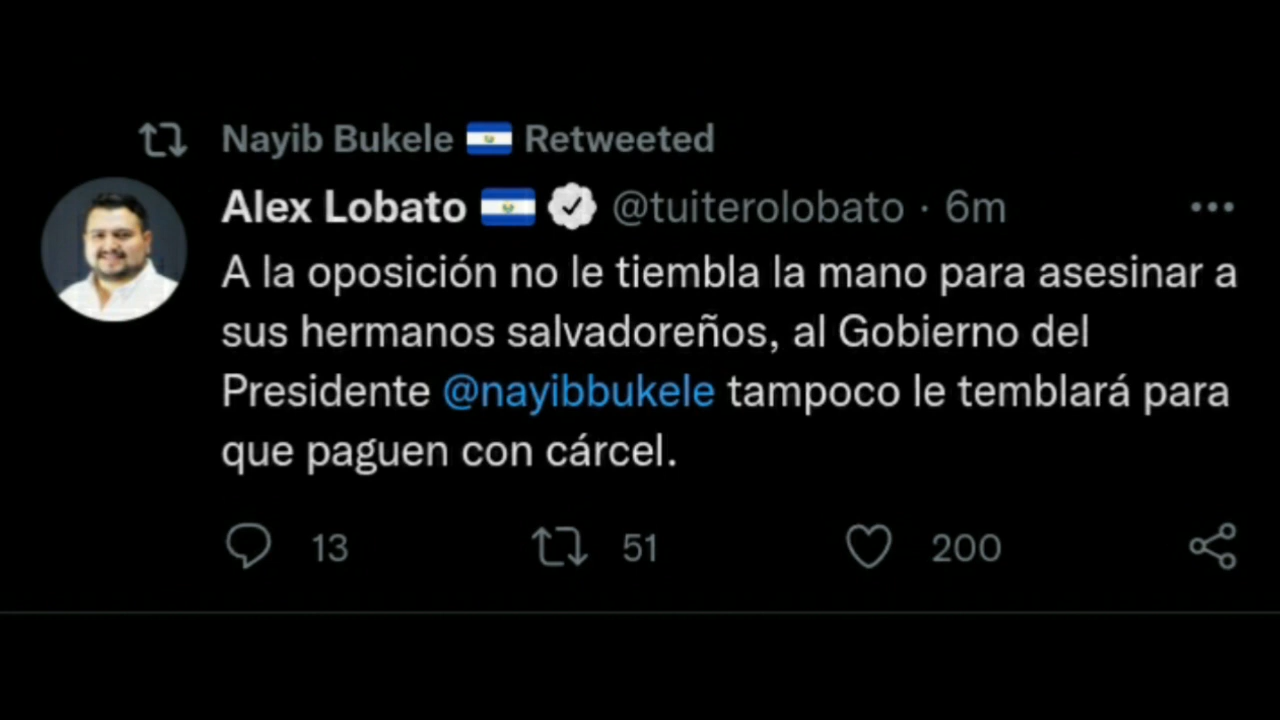 Nayib Bukele 🇸🇻 Retweeted
Alex Lobato 🇸🇻 @tuiterolobato · 6m
A la oposición no le tiembla la mano para asesinar a
sus hermanos salvadoreños, al Gobierno del
Presidente @nayibbukele tampoco le temblará para
que paguen con cárcel.
13 51 200